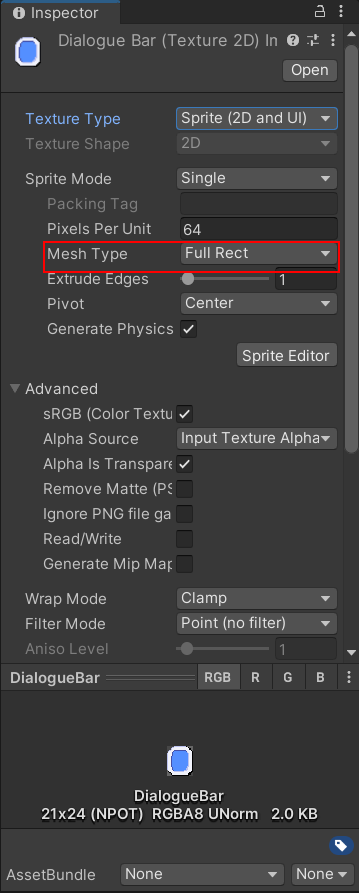 Inspector
Dialogue Bar (Texture 2D) In
Open
Texture Type Sprite (2D and UI)
Texture Shape 2D
Sprite Mode Single
Packing Tag
Pixels Per Unit 64
Mesh Type Full Rect
Extrude Edges 1
Pivot Center
Generate Physics
Sprite Editor
Advanced
sRGB (Color Textu
Alpha Source Input Texture Alpha
Alpha Is Transpare
Remove Matte (PS
Ignore PNG file ga
Read/Write
Generate Mip Map
Wrap Mode Clamp
Filter Mode Point (no filter)
Aniso Level 1
DialogueBar RGB R G B
DialogueBar
21x24 (NPOT) RGBA8 UNorm 2.0 KB
AssetBundle None None